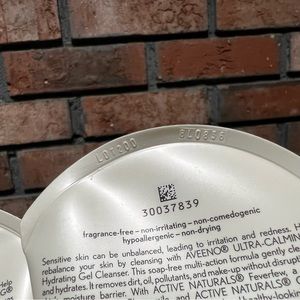 LOT200 BL0856
30037839
fragrance-free – non-irritating – non-comedogenic
hypoallergenic – non-drying
Sensitive skin can be unbalanced, leading to irritation and redness.
rebalance your skin by cleansing with AVEENO® ULTRA-CALMIN
Hydrating Gel Cleanser. This soap-free multi-action formula gently cle
and hydrates. It removes dirt, oil, pollutants, and make-up without disrupt
moisture barrier. With ACTIVE NATURALS® Feverfew, a
ACTIVE NATURALS®